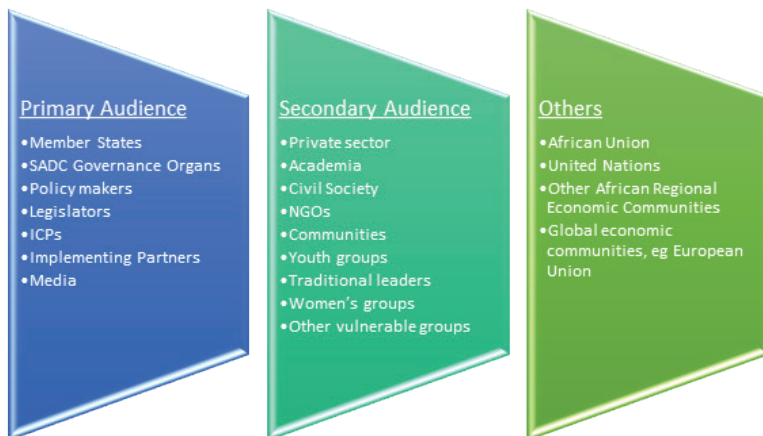 Primary Audience
•Member States
•SADC Governance Organs
•Policy makers
•Legislators
•ICPs
•Implementing Partners
•Media
Secondary Audience
•Private sector
•Academia
•Civil Society
•NGOs
•Communities
•Youth groups
•Traditional leaders
•Women's groups
•Other vulnerable groups
Others
•African Union
•United Nations
•Other African Regional
Economic Communities
•Global economic
communities, eg European
Union